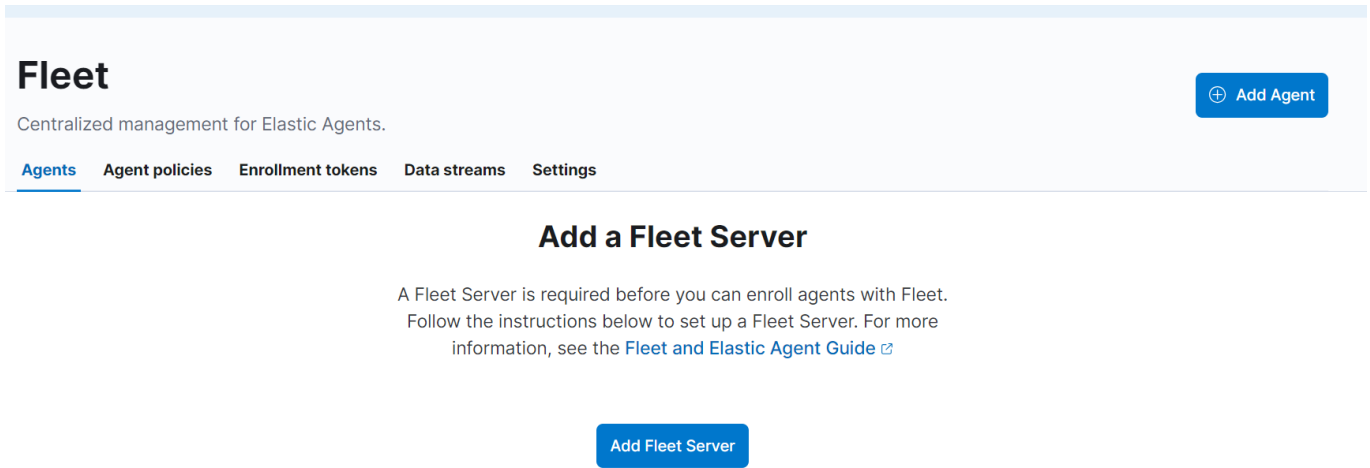 Fleet
Add Agent
Centralized management for Elastic Agents.
Agents Agent policies Enrollment tokens Data streams Settings
Add a Fleet Server
A Fleet Server is required before you can enroll agents with Fleet.
Follow the instructions below to set up a Fleet Server. For more
information, see the Fleet and Elastic Agent Guide
Add Fleet Server